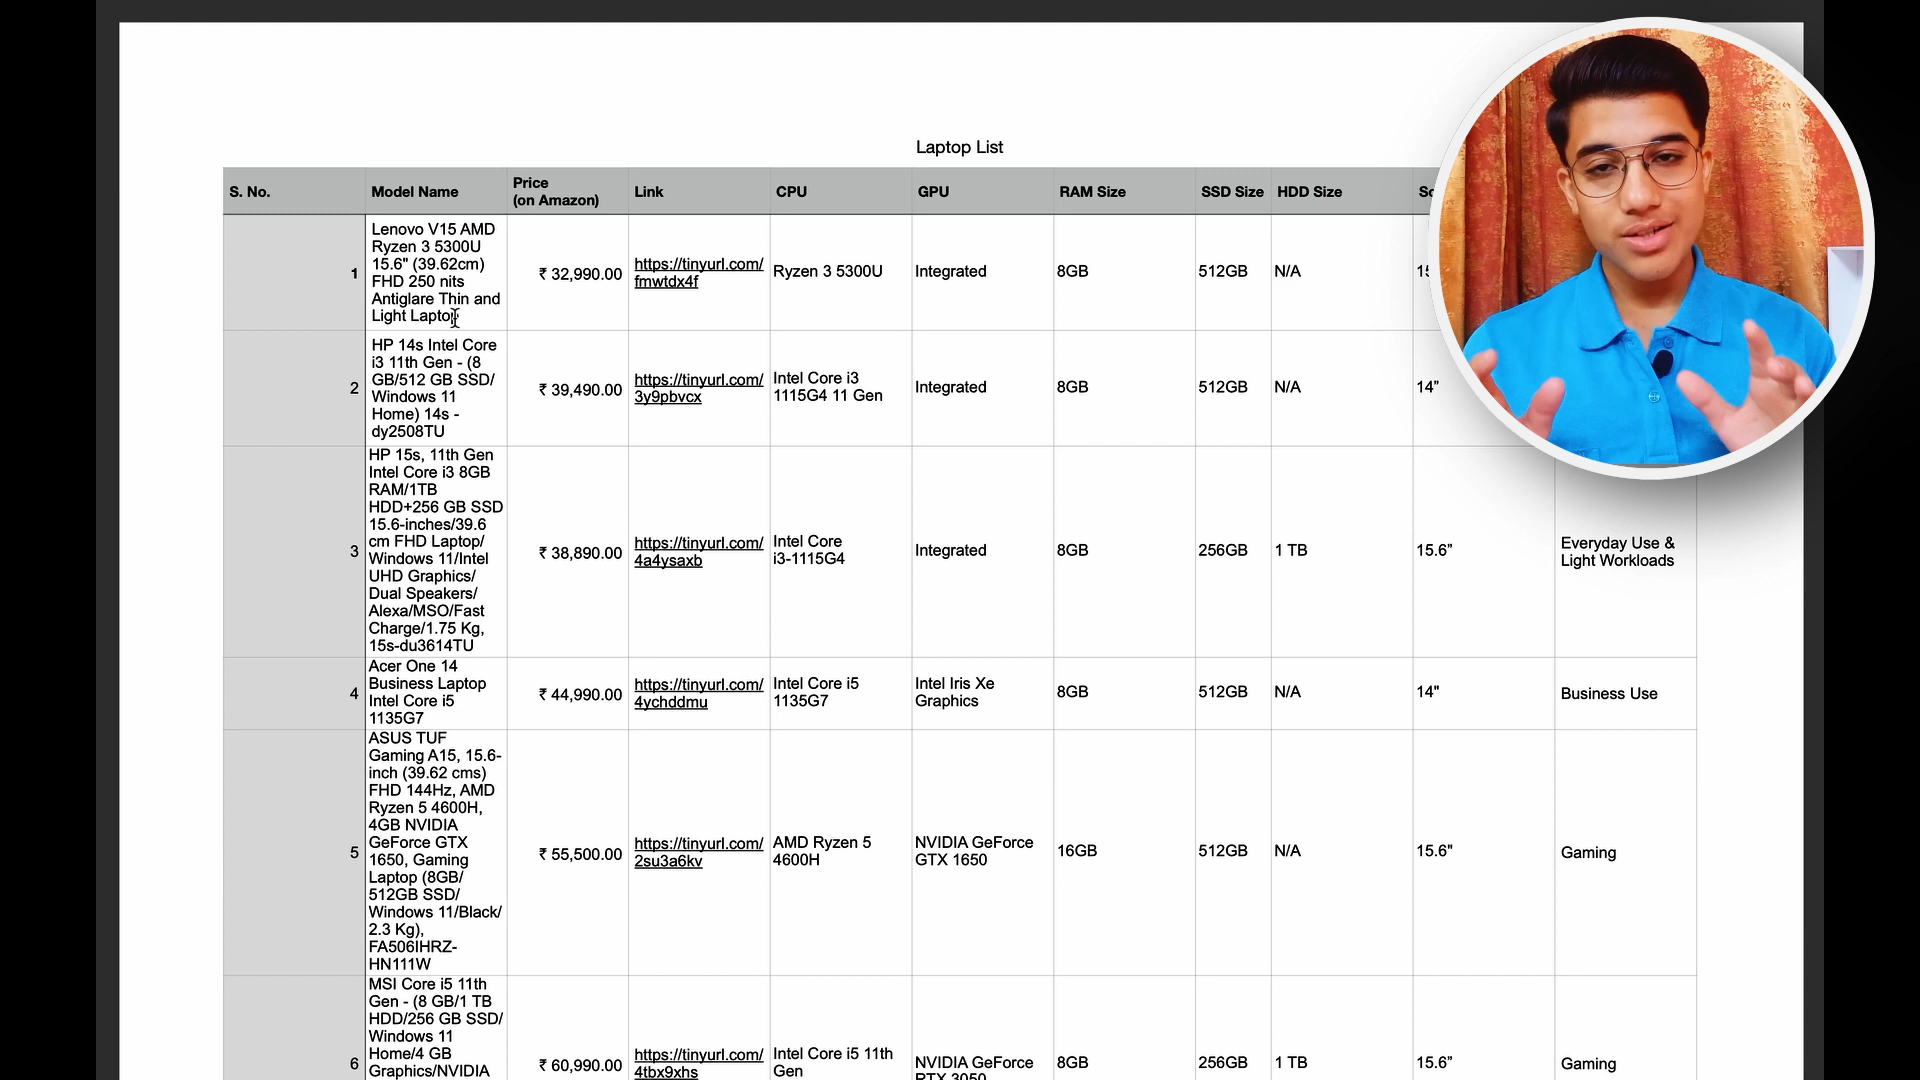 Laptop List
S. No.
Model Name
Price
(on Amazon)
Link
CPU
GPU
RAM Size
SSD Size
HDD Size
1
Lenovo V15 AMD
Ryzen 3 5300U
15.6" (39.62cm)
FHD 250 nits
Antiglare Thin and
Light Laptop
₹ 32,990.00
https://tinyurl.com/
fmwtdx4f
Ryzen 3 5300U
Integrated
8GB
512GB
N/A
2
HP 14s Intel Core
i3 11th Gen - (8
GB/512 GB SSD/
Windows 11
Home) 14s -
dy2508TU
₹ 39,490.00
https://tinyurl.com/
3y9pbvcx
Intel Core i3
1115G4 11 Gen
Integrated
8GB
512GB
N/A
14”
3
HP 15s, 11th Gen
Intel Core i3 8GB
RAM/1TB
HDD+256 GB SSD
15.6-inches/39.6
cm FHD Laptop/
Windows 11/Intel
UHD Graphics/
Dual Speakers/
Alexa/MSO/Fast
Charge/1.75 Kg,
15s-du3614TU
₹ 38,890.00
https://tinyurl.com/
4a4ysaxb
Intel Core
i3-1115G4
Integrated
8GB
256GB
1 TB
15.6”
Everyday Use &
Light Workloads
4
Acer One 14
Business Laptop
Intel Core i5
1135G7
₹ 44,990.00
https://tinyurl.com/
4ychddmu
Intel Core i5
1135G7
Intel Iris Xe
Graphics
8GB
512GB
N/A
14"
Business Use
5
ASUS TUF
Gaming A15, 15.6-
inch (39.62 cms)
FHD 144Hz, AMD
Ryzen 5 4600H,
4GB NVIDIA
GeForce GTX
1650, Gaming
Laptop (8GB/
512GB SSD/
Windows 11/Black/
2.3 Kg),
FA506IHRZ-
HN111W
₹ 55,500.00
https://tinyurl.com/
2su3a6kv
AMD Ryzen 5
4600H
NVIDIA GeForce
GTX 1650
16GB
512GB
N/A
15.6"
Gaming
6
MSI Core i5 11th
Gen - (8 GB/1 TB
HDD/256 GB SSD/
Windows 11
Home/4 GB
Graphics/NVIDIA
₹ 60,990.00
https://tinyurl.com/
4tbx9xhs
Intel Core i5 11th
Gen
NVIDIA GeForce
RTX 3050
8GB
256GB
1 TB
15.6”
Gaming